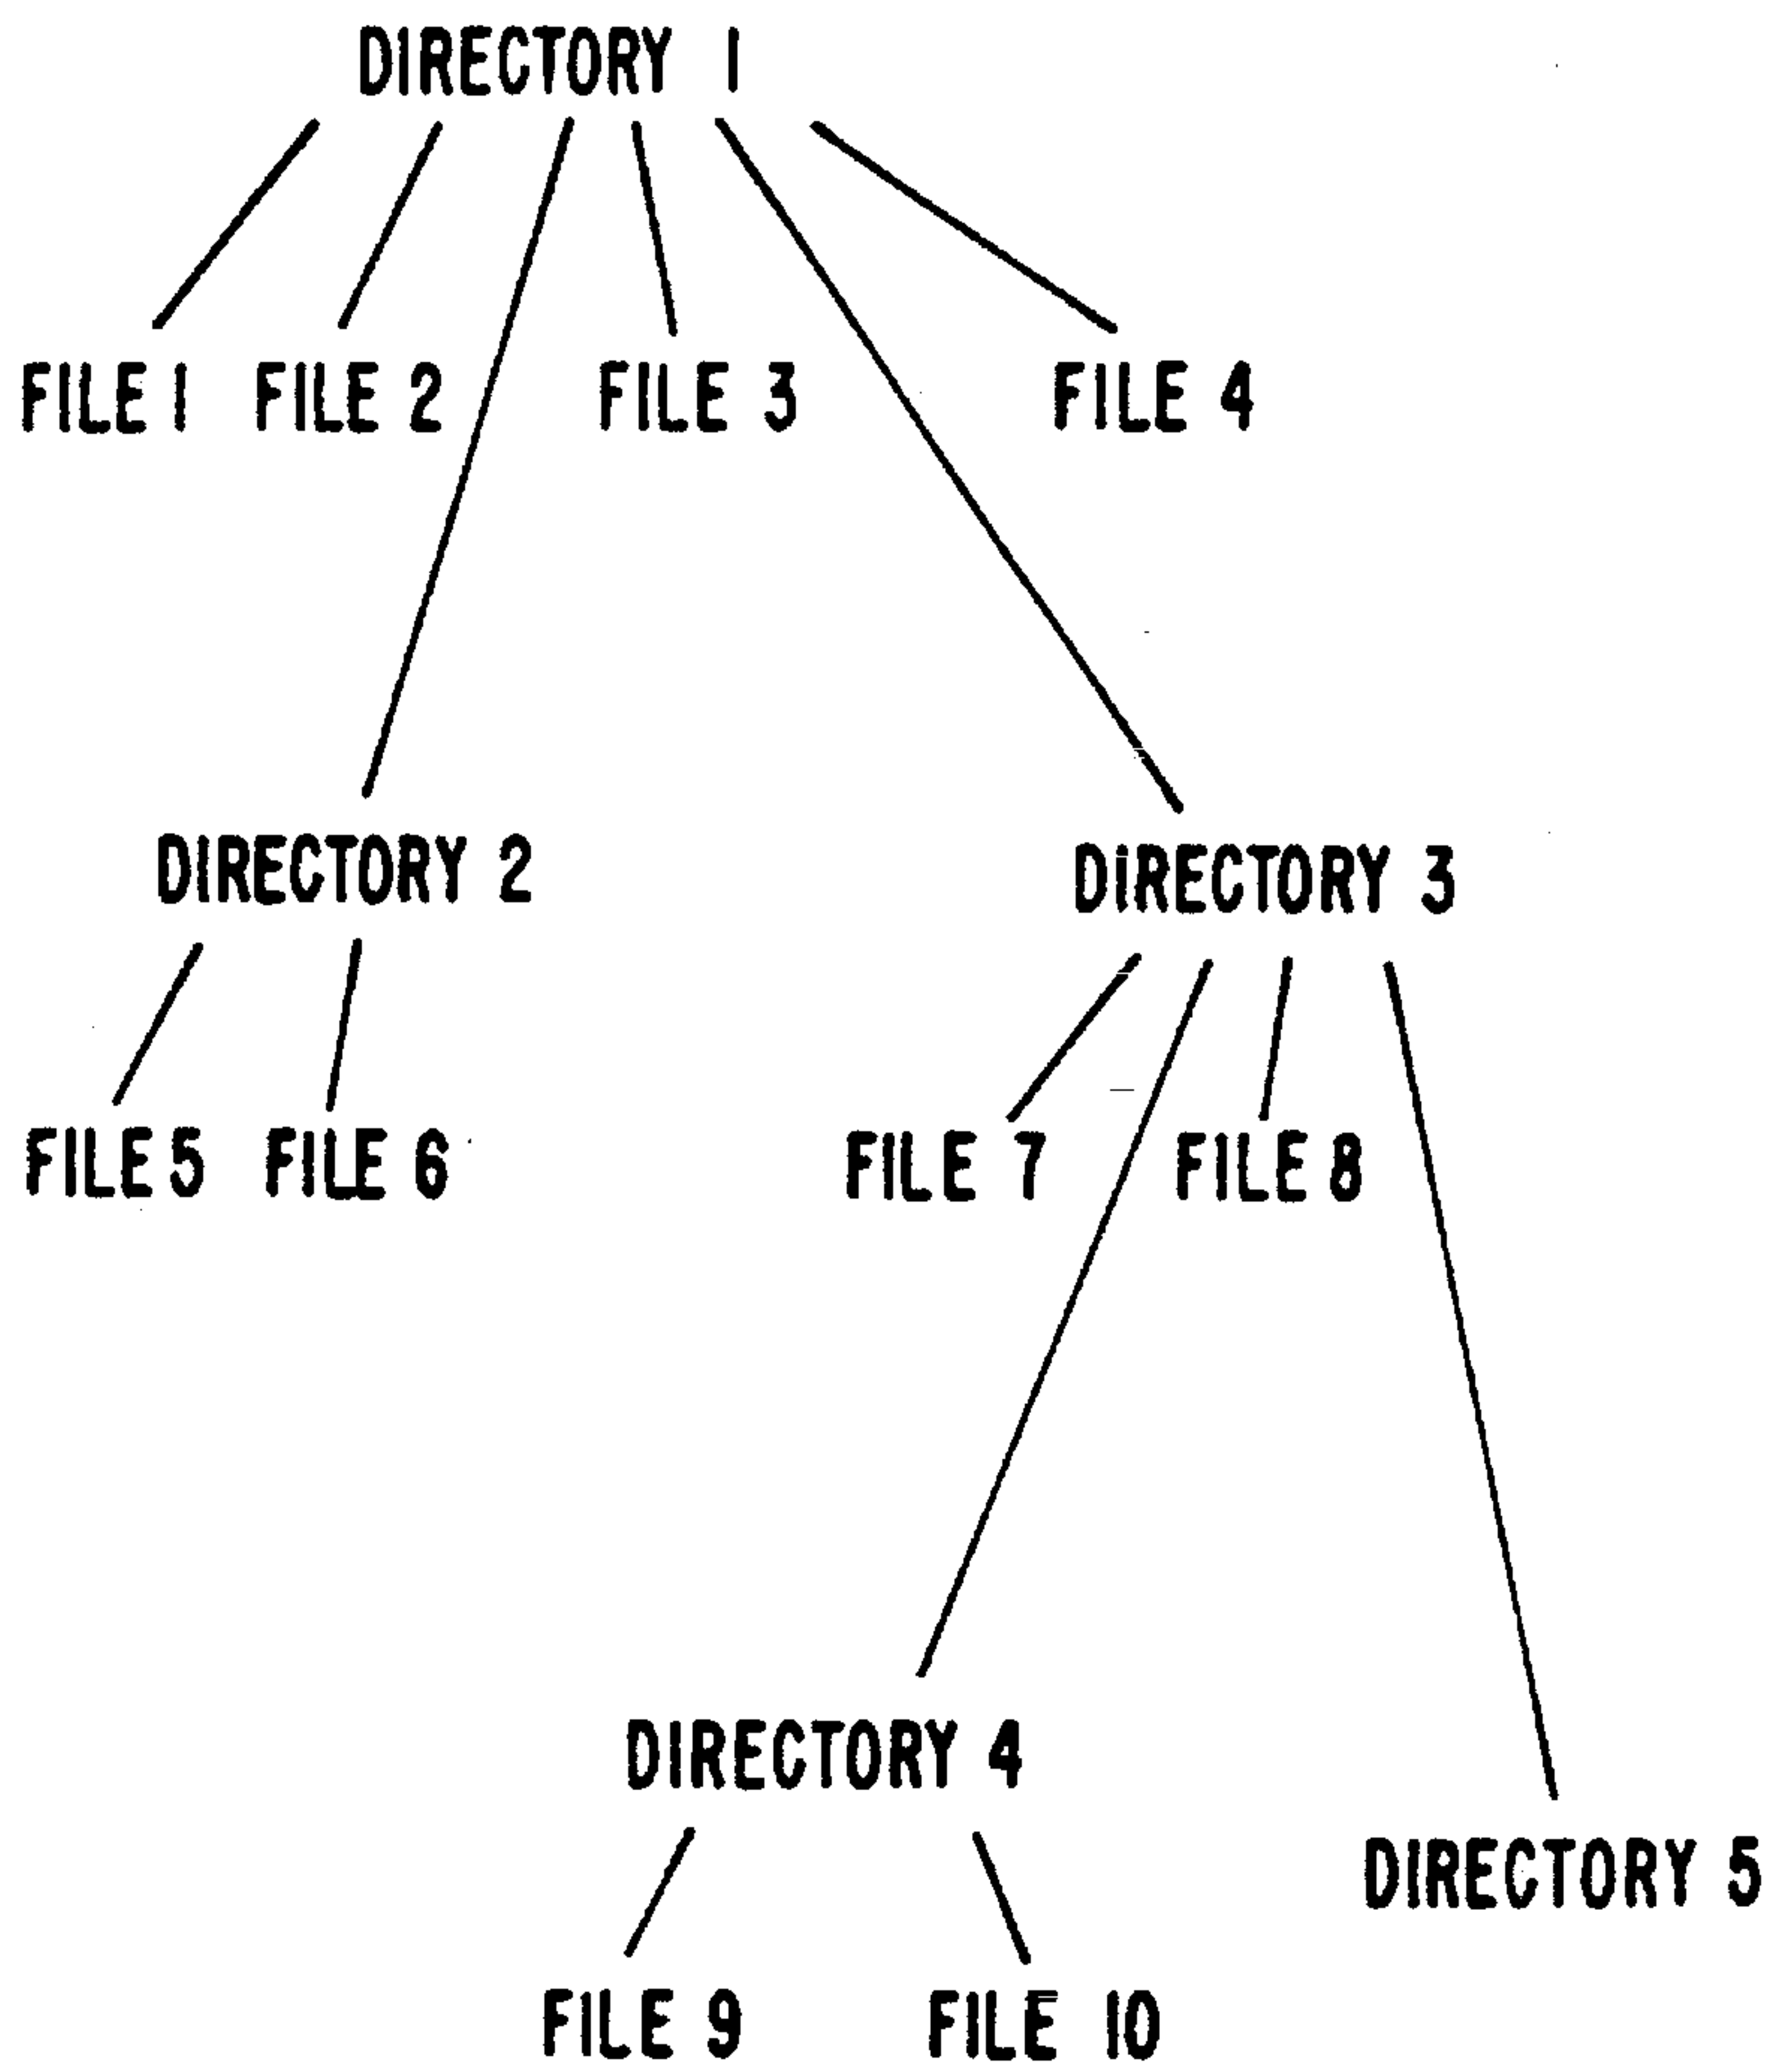 DIRECTORY 1
FILE 1 FILE 2 FILE 3 FILE 4
DIRECTORY 2 DIRECTORY 3
FILE 5 FILE 6 FILE 7 FILE 8
DIRECTORY 4
DIRECTORY 5
FILE 9 FILE 10